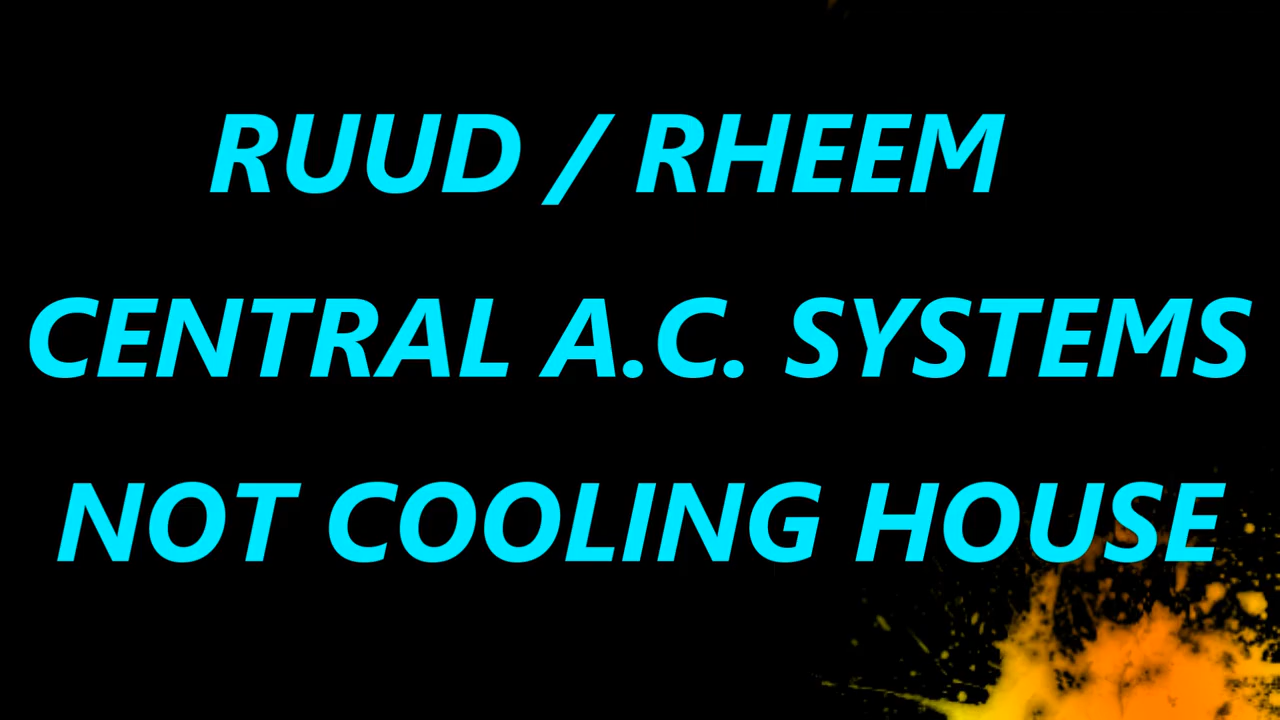 RUUD / RHEEM
CENTRAL A.C. SYSTEMS
NOT COOLING HOUSE